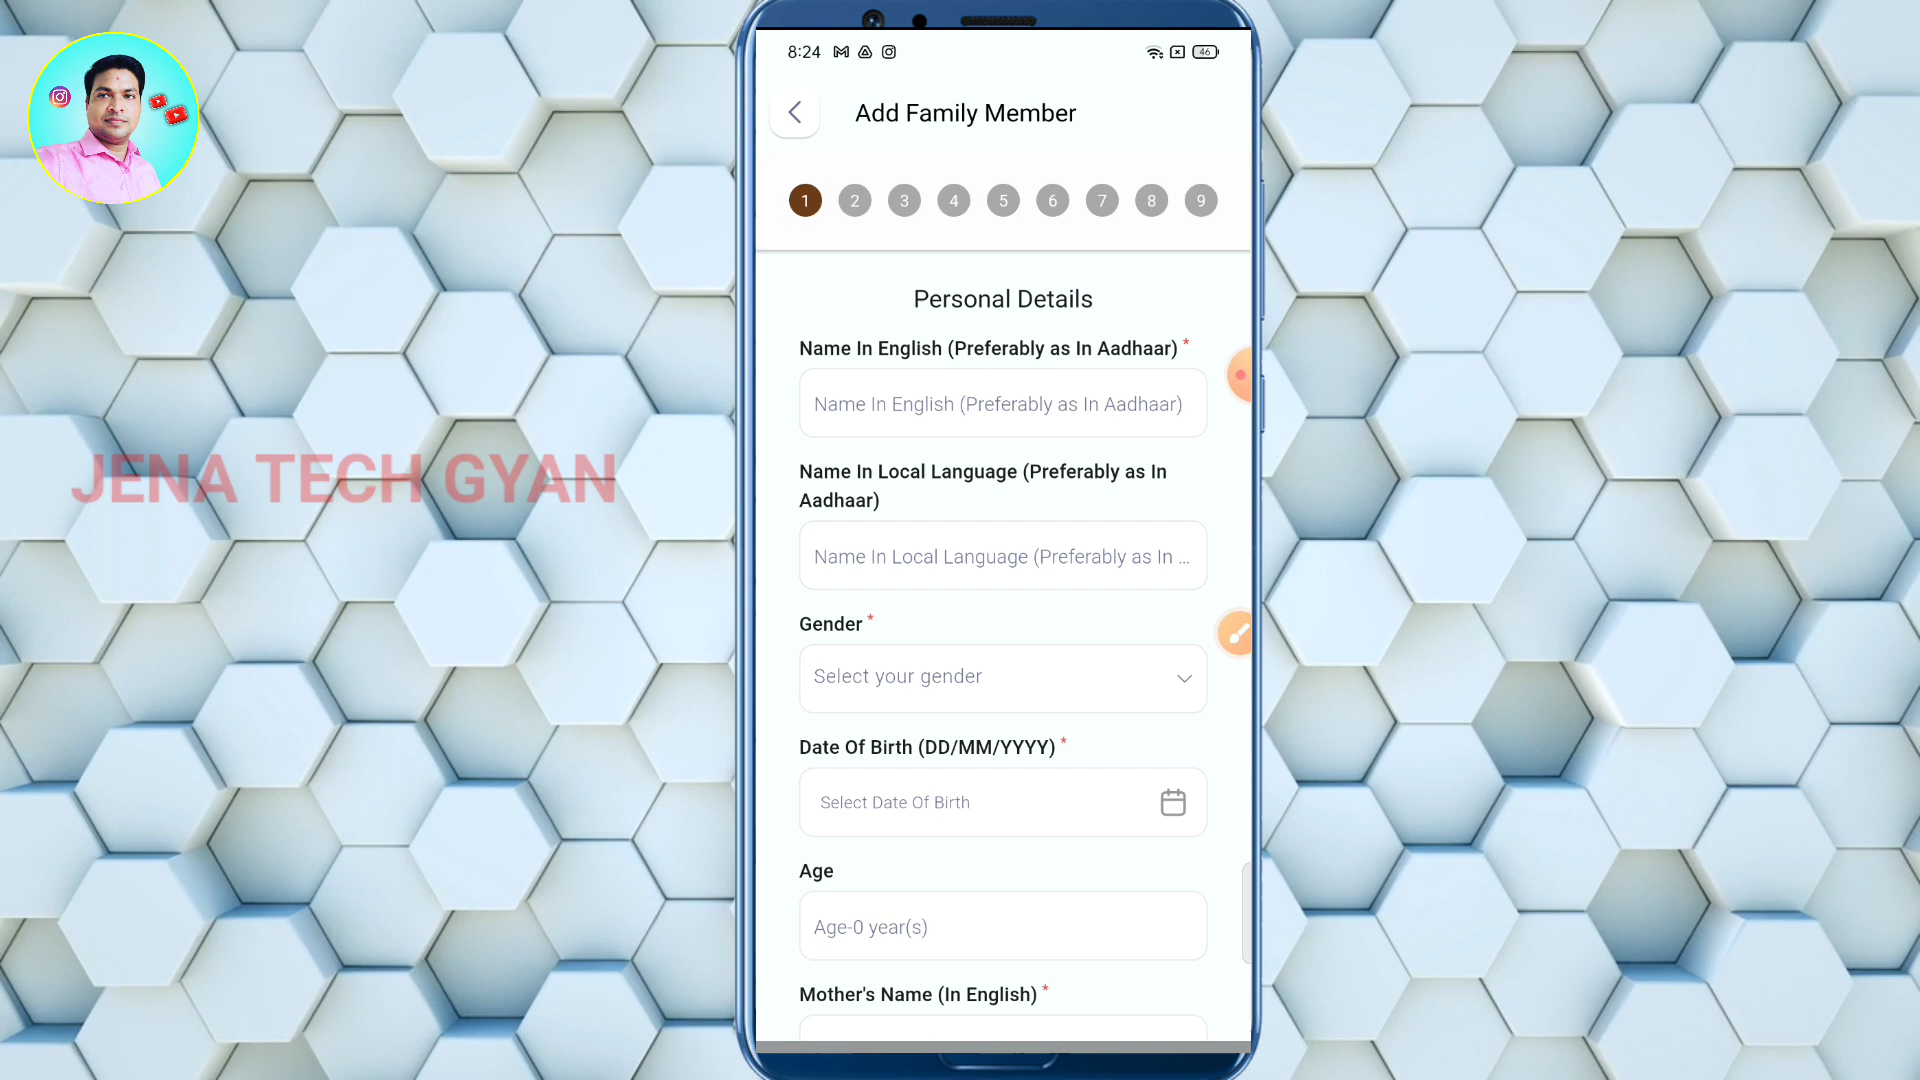 8:24
46
Add Family Member
1 2 3 4 5 6 7 8 9
Personal Details
Name In English (Preferably as In Aadhaar) *
Name In English (Preferably as In Aadhaar)
Name In Local Language (Preferably as In
Aadhaar)
Name In Local Language (Preferably as In ...
Gender *
Select your gender
Date Of Birth (DD/MM/YYYY) *
Select Date Of Birth
Age
Age-0 year(s)
Mother's Name (In English) *
JENA TECH GYAN